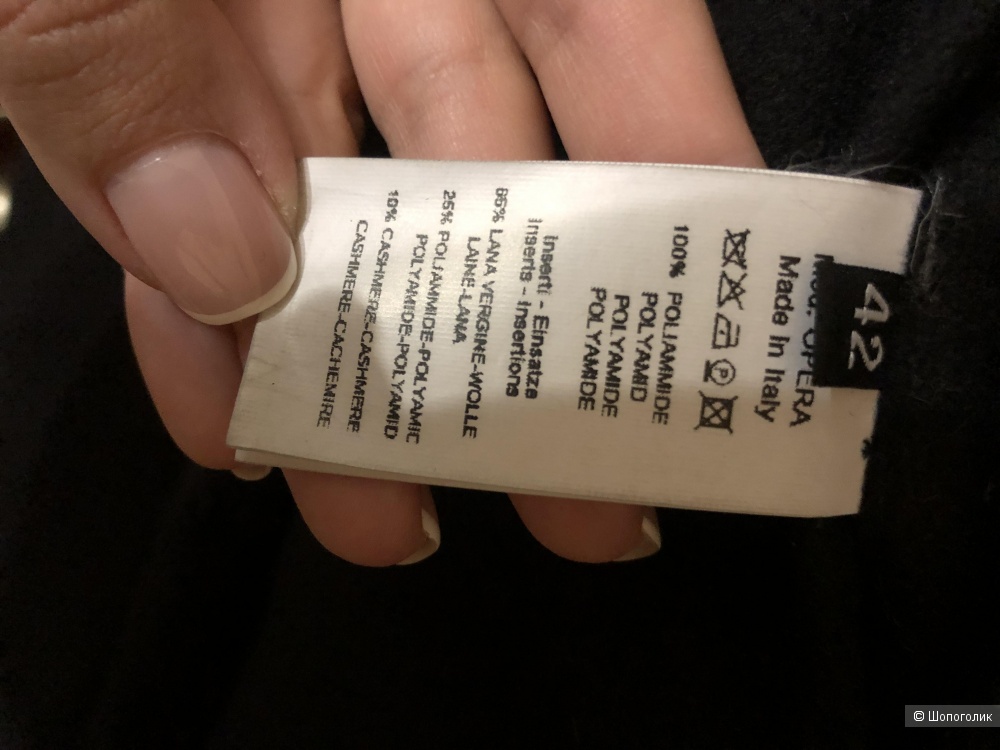 42
OPERA
Made in Italy
100% POLIAMMIDE
POLYAMID
POLYAMIDE
POLYAMIDE
Inserti - Einsatze
Inserts - Insertions
65% LANA VERGINE-WOLLE
LAINE-LANA
25% POLIAMMIDE-POLYAMIC
POLYAMIDE-POLYAMID
10% CASHMERE-CASHMERE
CASHMERE-CACHEMIRE
© Шопоголик